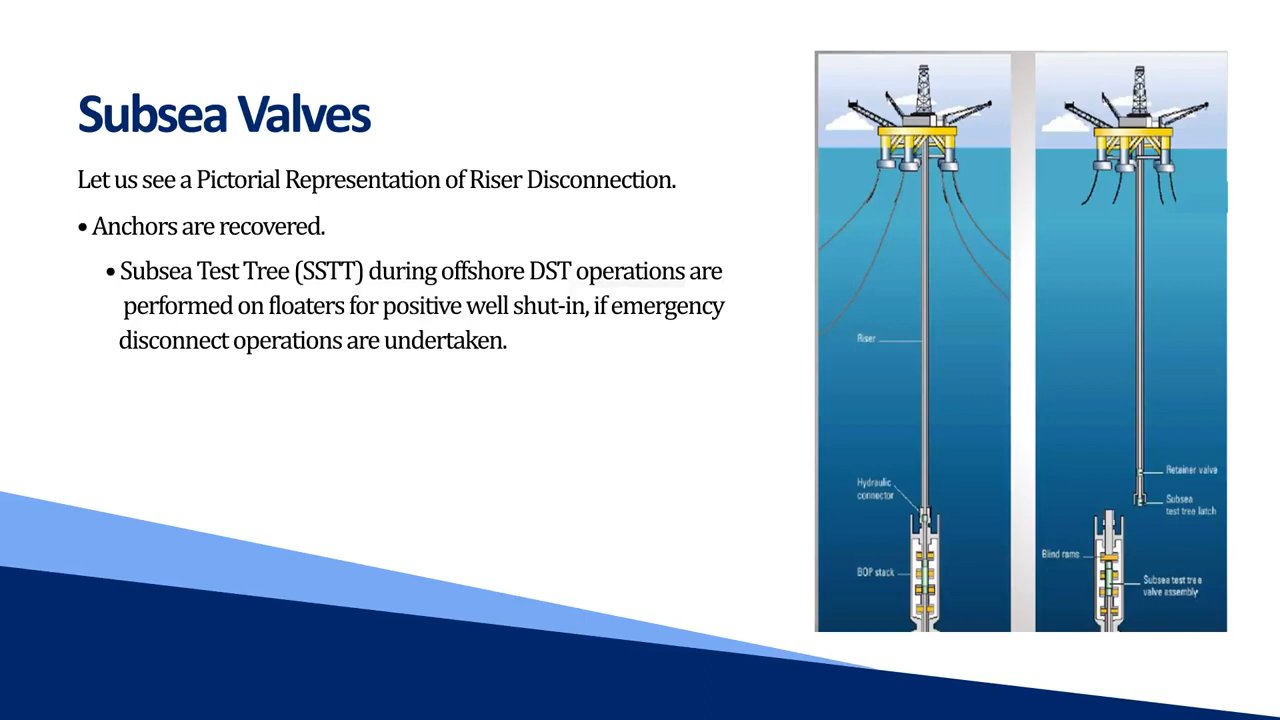 Subsea Valves
Let us see a Pictorial Representation of Riser Disconnection.
• Anchors are recovered.
• Subsea Test Tree (SSTT) during offshore DST operations are
performed on floaters for positive well shut-in, if emergency
disconnect operations are undertaken.
Riser
Hydraulic
connector
BOP stack
Retainer valve
Subsea
test tree latch
Blind rams
Subsea test tree
valve assembly